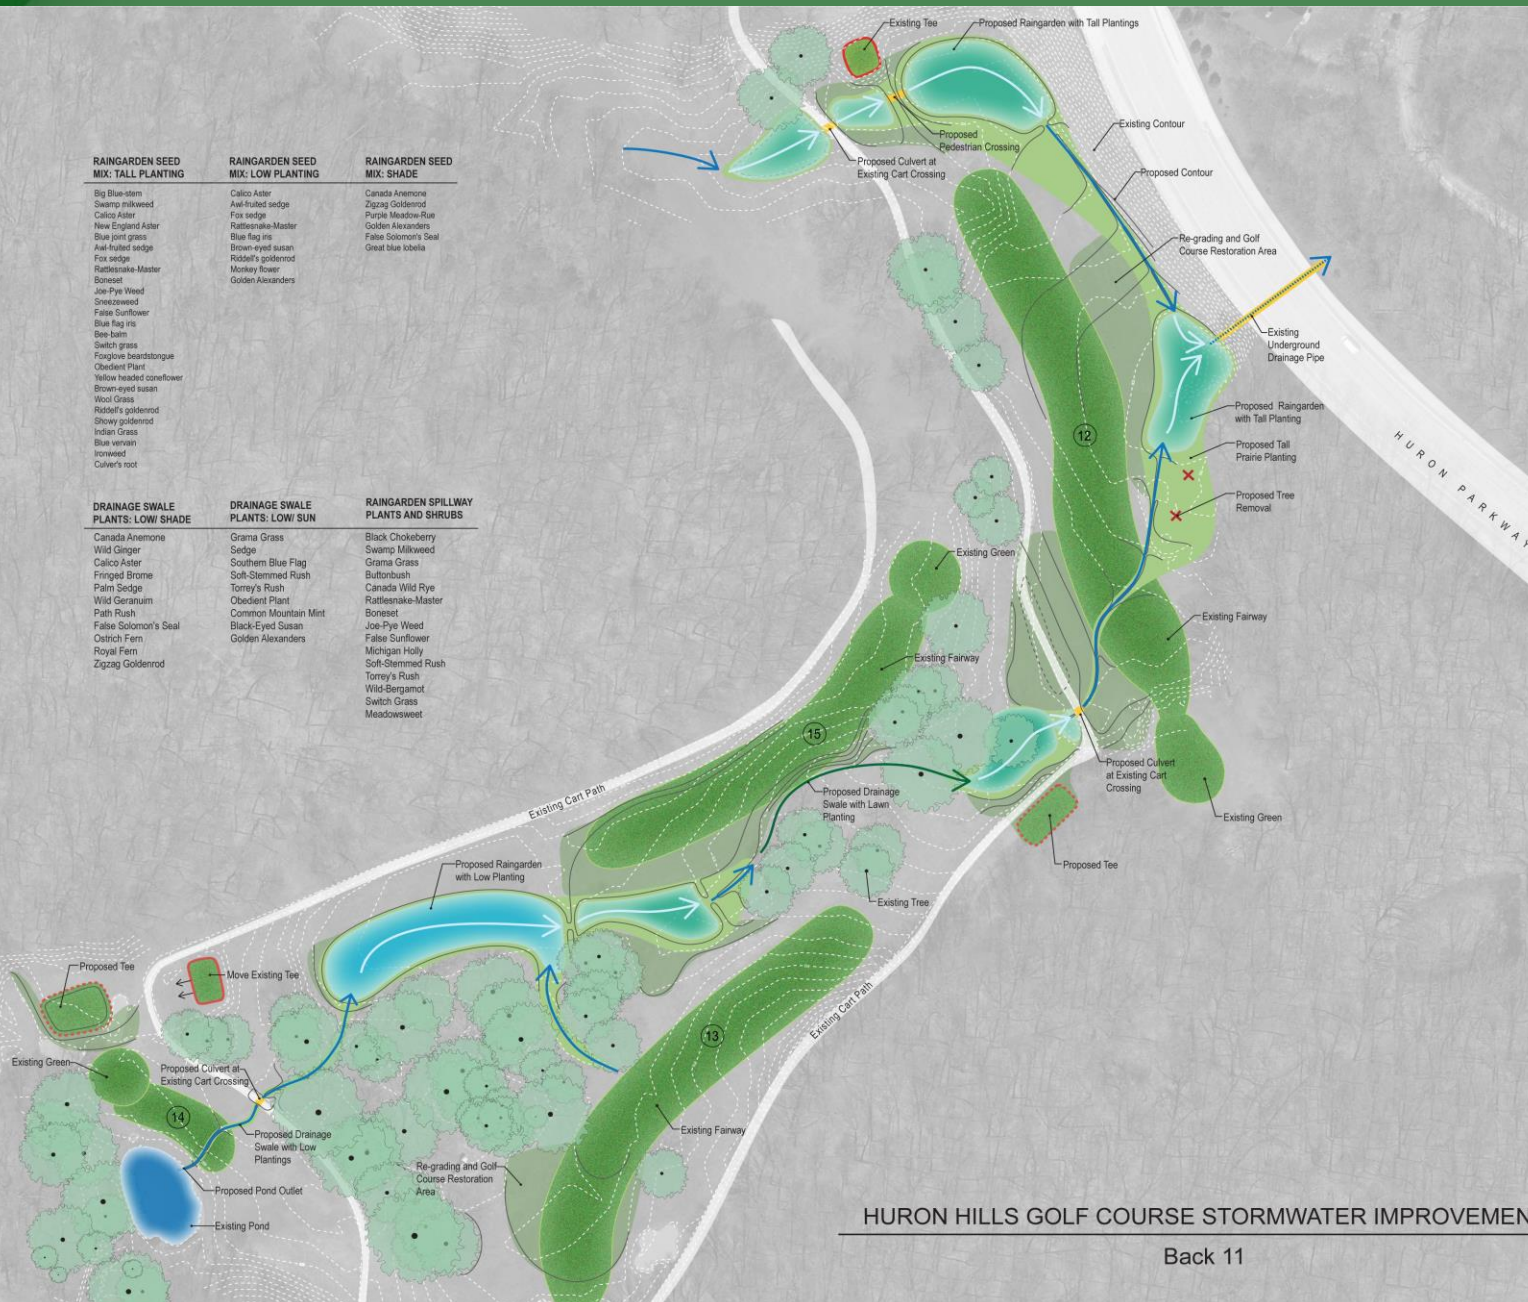 RAINGARDEN SEED
MIX: TALL PLANTING
Big Blue-stem
Swamp milkweed
Calico Aster
New England Aster
Blue joint grass
Awl-fruited sedge
Fox sedge
Rattlesnake-Master
Boneset
Joe-Pye Weed
Sneezeweed
False Sunflower
Blue flag iris
Bee-balm
Switch grass
Foxglove beardstongue
Obedient Plant
Yellow headed coneflower
Brown-eyed susan
Wool Grass
Riddell's goldenrod
Showy goldenrod
Indian Grass
Blue vervain
Ironweed
Culver's root
RAINGARDEN SEED
MIX: LOW PLANTING
Calico Aster
Awl-fruited sedge
Fox sedge
Rattlesnake-Master
Blue flag iris
Brown-eyed susan
Riddell's goldenrod
Monkey flower
Golden Alexanders
RAINGARDEN SEED
MIX: SHADE
Canada Anemone
Zigzag Goldenrod
Purple Meadow-Rue
Golden Alexanders
False Solomon's Seal
Great blue lobelia
DRAINAGE SWALE
PLANTS: LOW/ SHADE
Canada Anemone
Wild Ginger
Calico Aster
Fringed Brome
Palm Sedge
Wild Geranuim
Path Rush
False Solomon's Seal
Ostrich Fern
Royal Fern
Zigzag Goldenrod
DRAINAGE SWALE
PLANTS: LOW/ SUN
Grama Grass
Sedge
Southern Blue Flag
Soft-Stemmed Rush
Torrey's Rush
Obedient Plant
Common Mountain Mint
Black-Eyed Susan
Golden Alexanders
RAINGARDEN SPILLWAY
PLANTS AND SHRUBS
Black Chokeberry
Swamp Milkweed
Grama Grass
Buttonbush
Canada Wild Rye
Rattlesnake-Master
Boneset
Joe-Pye Weed
False Sunflower
Michigan Holly
Soft-Stemmed Rush
Torrey's Rush
Wild-Bergamot
Switch Grass
Meadowsweet
Existing Tee
Proposed Raingarden with Tall Plantings
Existing Contour
Proposed
Pedestrian Crossing
Proposed Culvert at
Existing Cart Crossing
Proposed Contour
Re-grading and Golf
Course Restoration Area
Existing
Underground
Drainage Pipe
Proposed Raingarden
with Tall Planting
12
Proposed Tall
Prairie Planting
HURON PARKWAY
Proposed Tree
Removal
Existing Green
Existing Fairway
Existing Fairway
15
Proposed Culvert
at Existing Cart
Crossing
Existing Cart Path
Proposed Drainage
Swale with Lawn
Planting
Existing Green
Proposed Tee
Proposed Raingarden
with Low Planting
Existing Tree
Proposed Tee
Move Existing Tee
Existing Cart Path
13
Existing Green
Proposed Culvert at
Existing Cart Crossing
14
Existing Fairway
Proposed Drainage
Swale with Low
Plantings
Re-grading and Golf
Course Restoration
Area
Proposed Pond Outlet
Existing Pond
HURON HILLS GOLF COURSE STORMWATER IMPROVEMEN
Back 11